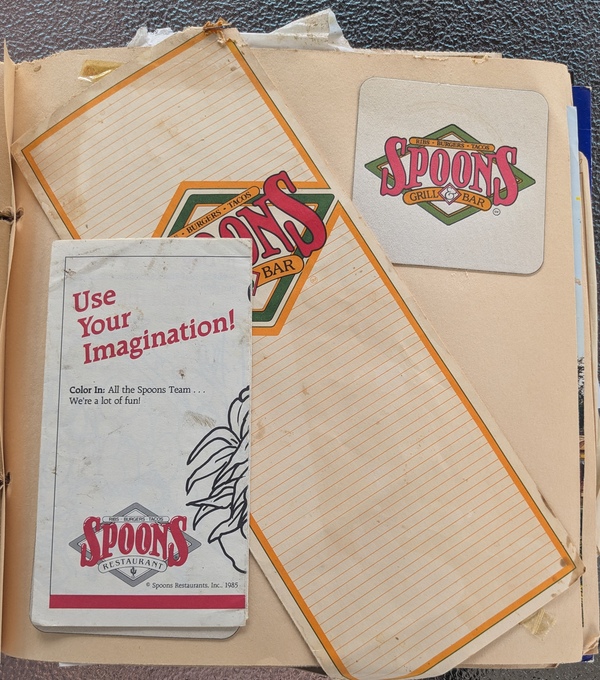 RIBS • BURGERS • TACOS
SPOONS
GRILL & BAR
BURGERS • TACOS
OONS
BAR
Use
Your
Imagination!
Color In: All the Spoons Team . . .
We're a lot of fun!
RIBS • BURGERS • TACOS
SPOONS
RESTAURANT
© Spoons Restaurants, Inc., 1985